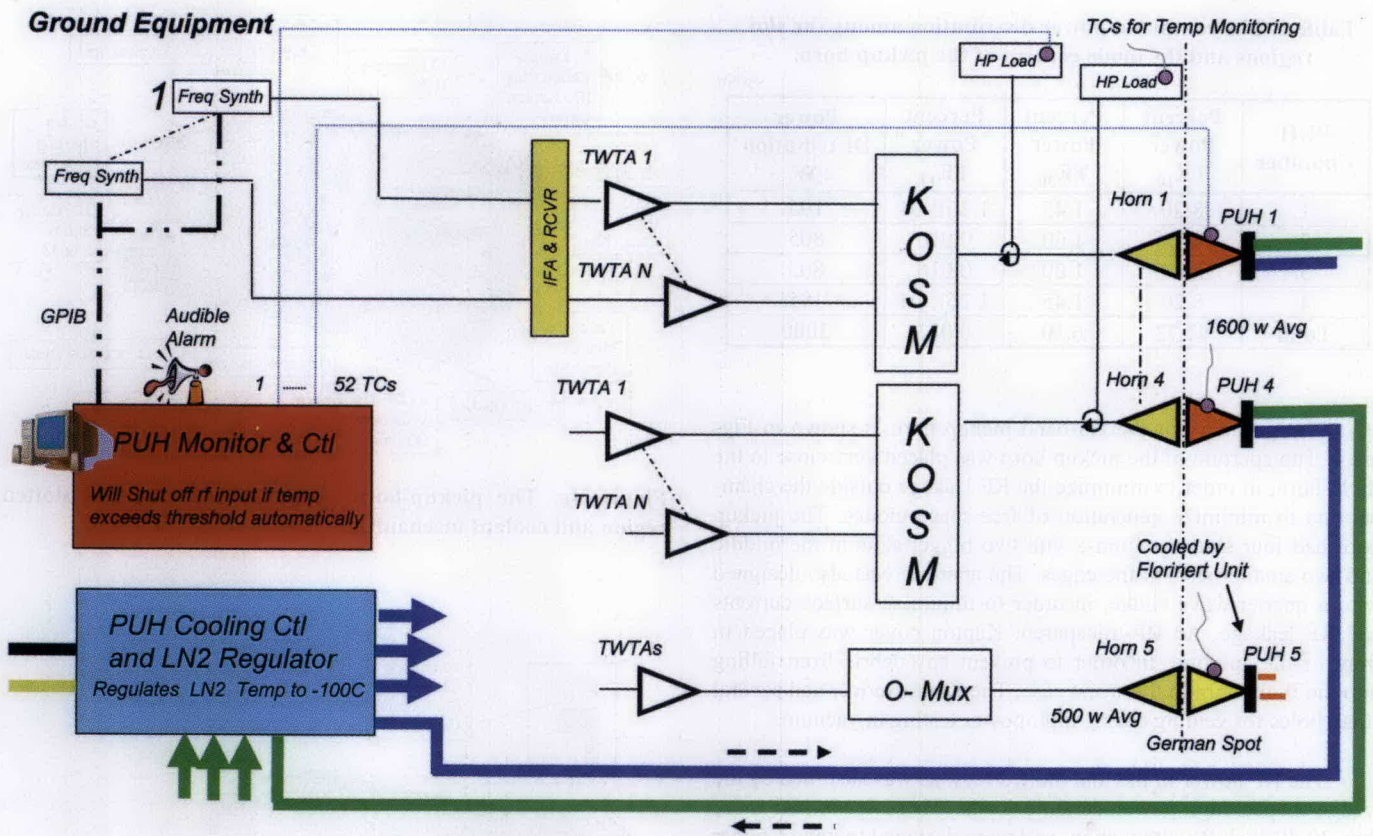 Ground Equipment
TCs for Temp Monitoring
HP Load
HP Load
1
Freq Synth
Freq Synth
IFA & RCVR
TWTA 1
TWTA N
K
O
S
M
Horn 1
PUH 1
GPIB
Audible
Alarm
1 ...... 52 TCs
1600 w Avg
TWTA 1
TWTA N
K
O
S
M
Horn 4
PUH 4
PUH Monitor & Ctl
Will Shut off rf input if temp
exceeds threshold automatically
Cooled by
Florinert Unit
PUH Cooling Ctl
and LN2 Regulator
Regulates LN2 Temp to -100C
TWTAs
O- Mux
Horn 5
PUH 5
500 w Avg
German Spot